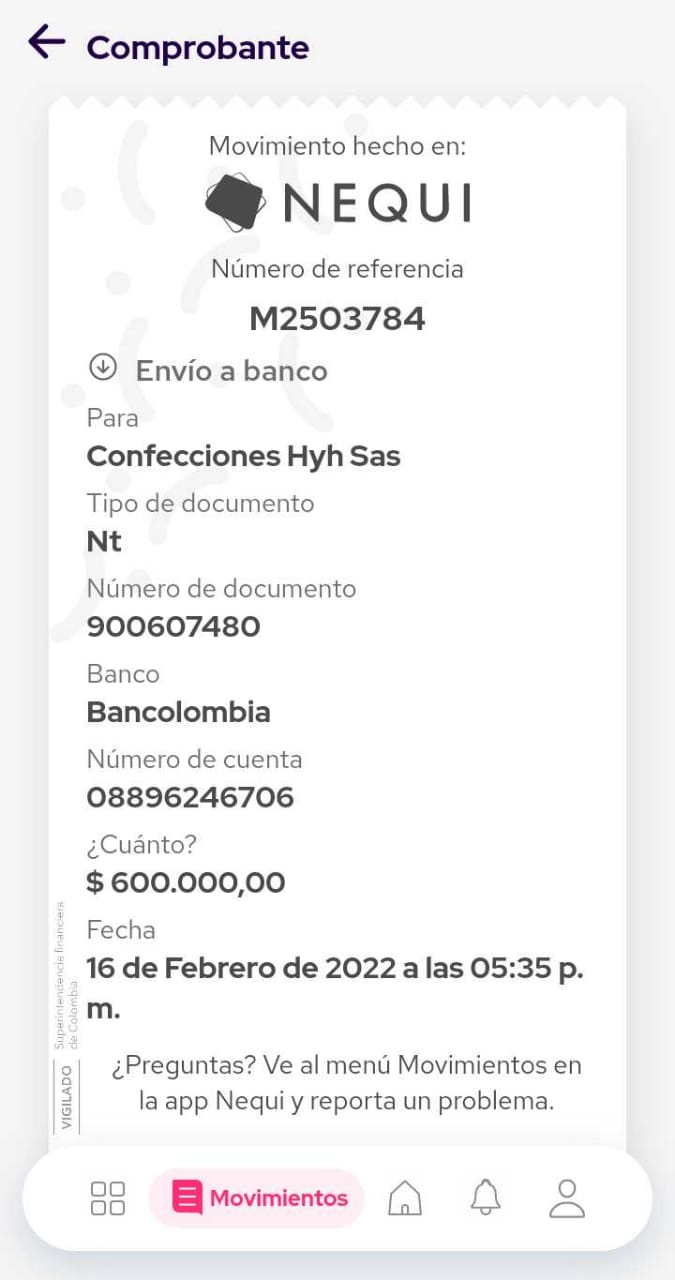 Comprobante
Movimiento hecho en:
NEQUI
Número de referencia
M2503784
Envío a banco
Para
Confecciones Hyh Sas
Tipo de documento
Nt
Número de documento
900607480
Banco
Bancolombia
Número de cuenta
08896246706
¿Cuánto?
$ 600.000,00
Fecha
16 de Febrero de 2022 a las 05:35 p.
m.
Superintendencia financiera
de Colombia
VIGILADO
¿Preguntas? Ve al menú Movimientos en
la app Nequi y reporta un problema.
Movimientos